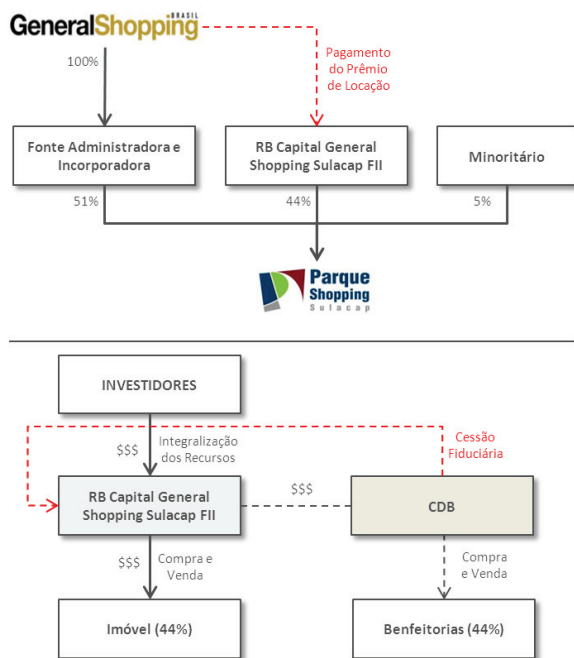 GeneralShopping
BRASIL
100%
Pagamento
do Prêmio
de Locação
Fonte Administradora e
Incorporadora
RB Capital General
Shopping Sulacap FII
Minoritário
51%
44%
5%
Parque
Shopping
Sulacap
INVESTIDORES
$$$
Integralização
dos Recursos
Cessão
Fiduciária
RB Capital General
Shopping Sulacap FII
$$$
CDB
$$$
Compra e
Venda
Compra
e Venda
Imóvel (44%)
Benfeitorias (44%)